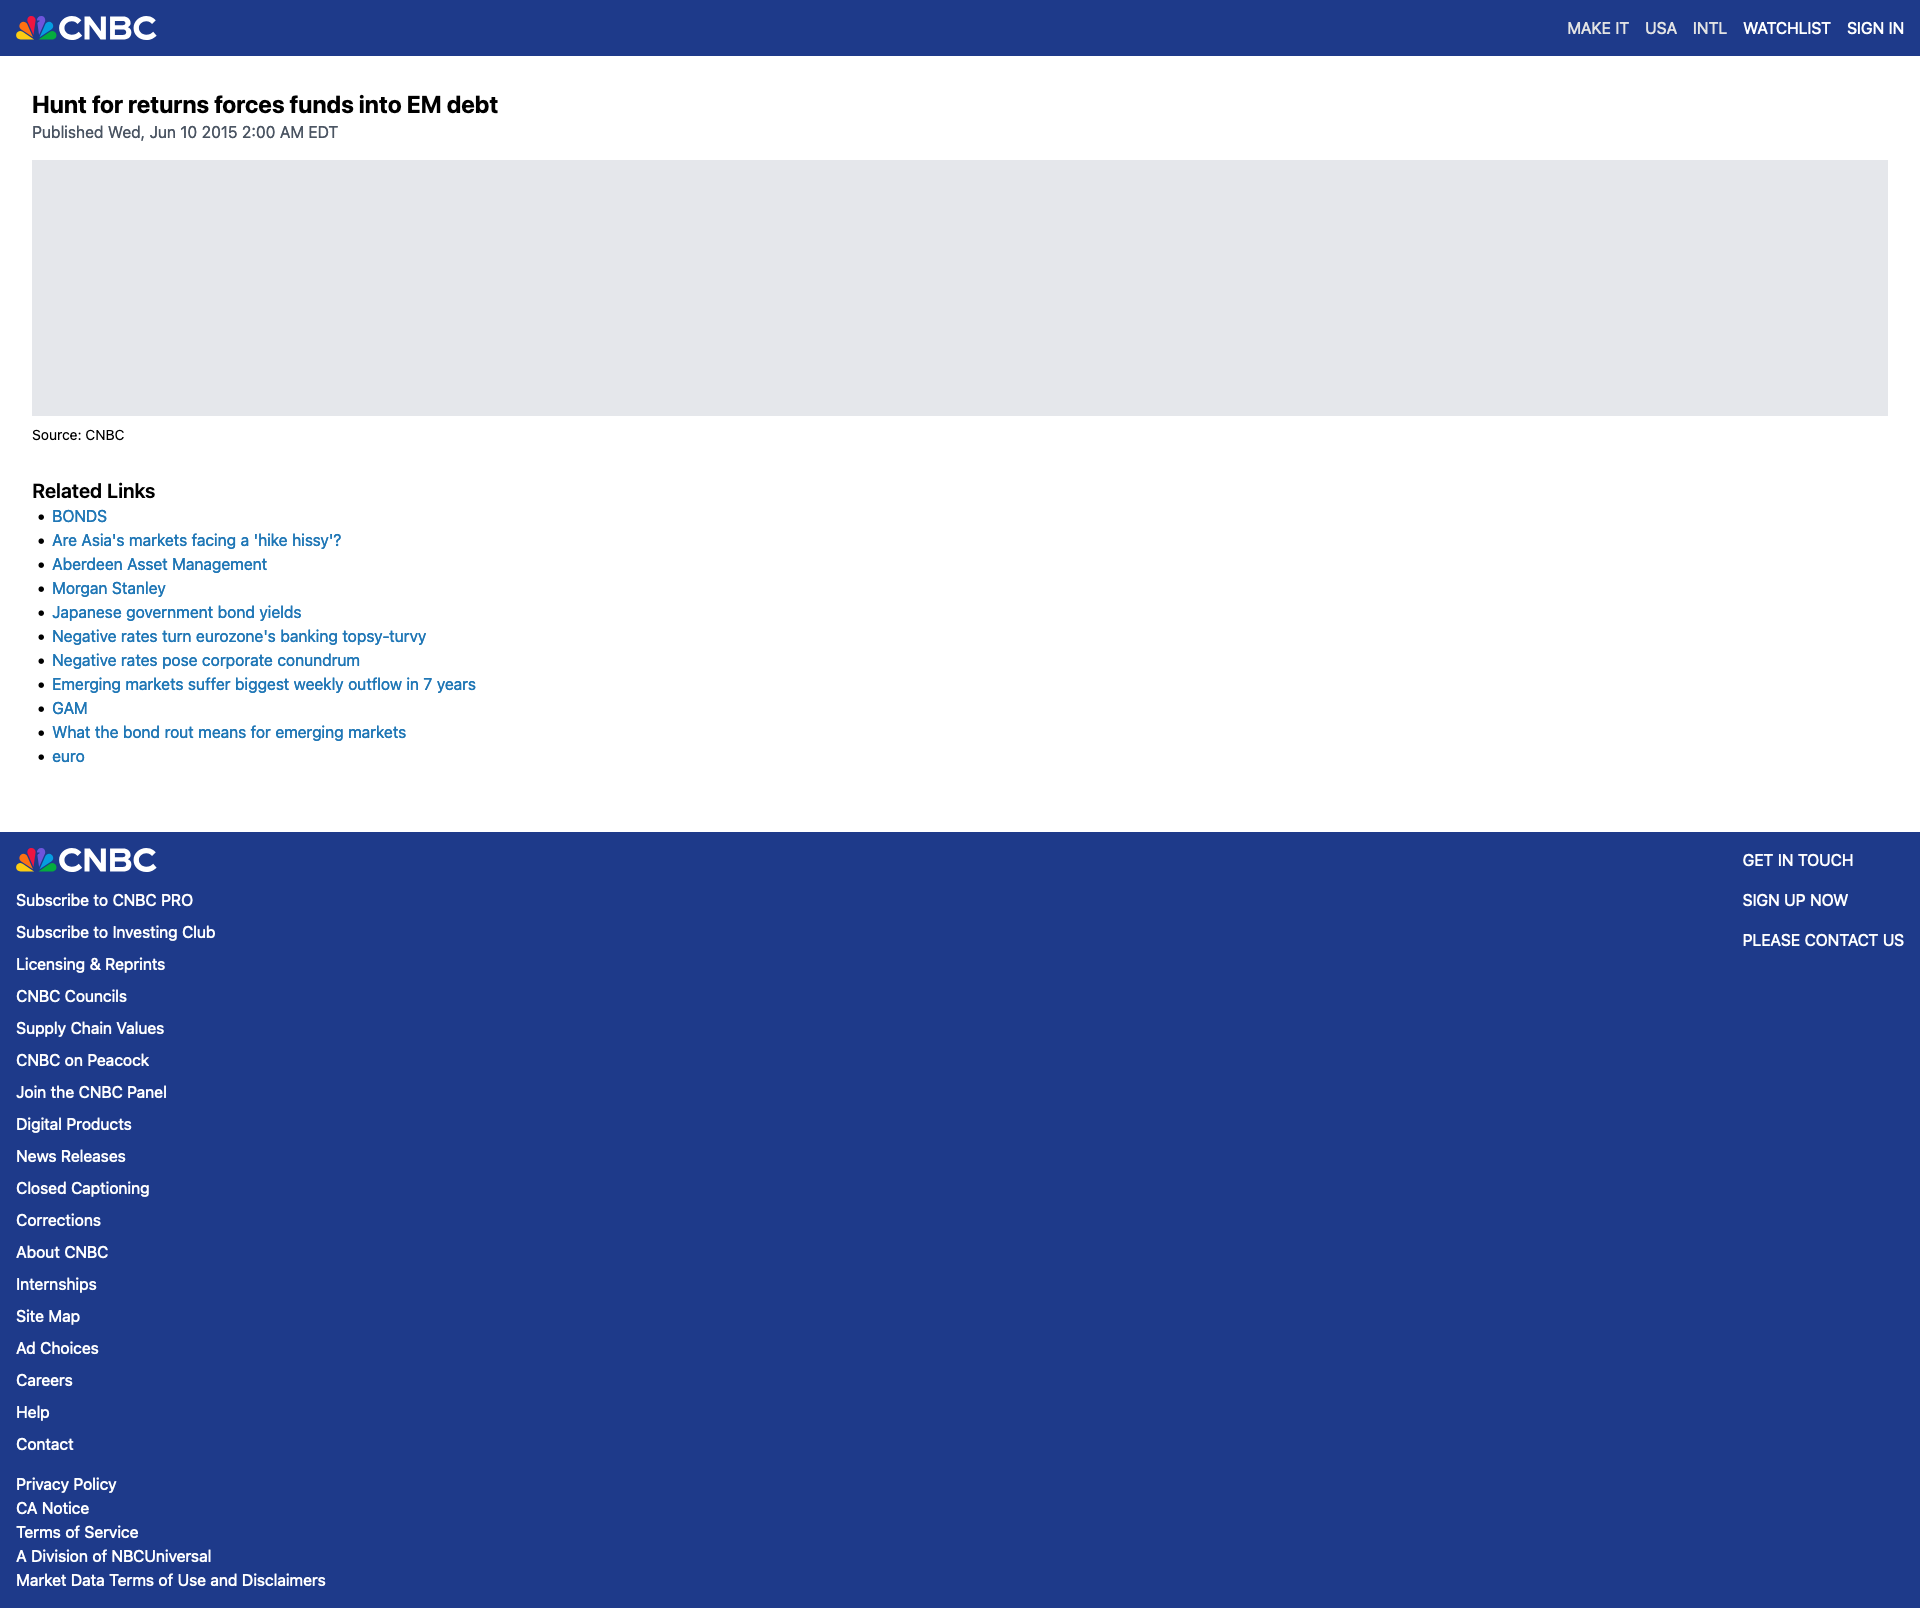 CNBC
MAKE IT USA INTL WATCHLIST SIGN IN
Hunt for returns forces funds into EM debt
Published Wed, Jun 10 2015 2:00 AM EDT
Source: CNBC
Related Links
• BONDS
• Are Asia's markets facing a 'hike hissy'?
• Aberdeen Asset Management
• Morgan Stanley
• Japanese government bond yields
• Negative rates turn eurozone's banking topsy-turvy
• Negative rates pose corporate conundrum
• Emerging markets suffer biggest weekly outflow in 7 years
• GAM
• What the bond rout means for emerging markets
• euro
CNBC
Subscribe to CNBC PRO
Subscribe to Investing Club
Licensing & Reprints
CNBC Councils
Supply Chain Values
CNBC on Peacock
Join the CNBC Panel
Digital Products
News Releases
Closed Captioning
Corrections
About CNBC
Internships
Site Map
Ad Choices
Careers
Help
Contact
Privacy Policy
CA Notice
Terms of Service
A Division of NBCUniversal
Market Data Terms of Use and Disclaimers
GET IN TOUCH
SIGN UP NOW
PLEASE CONTACT US